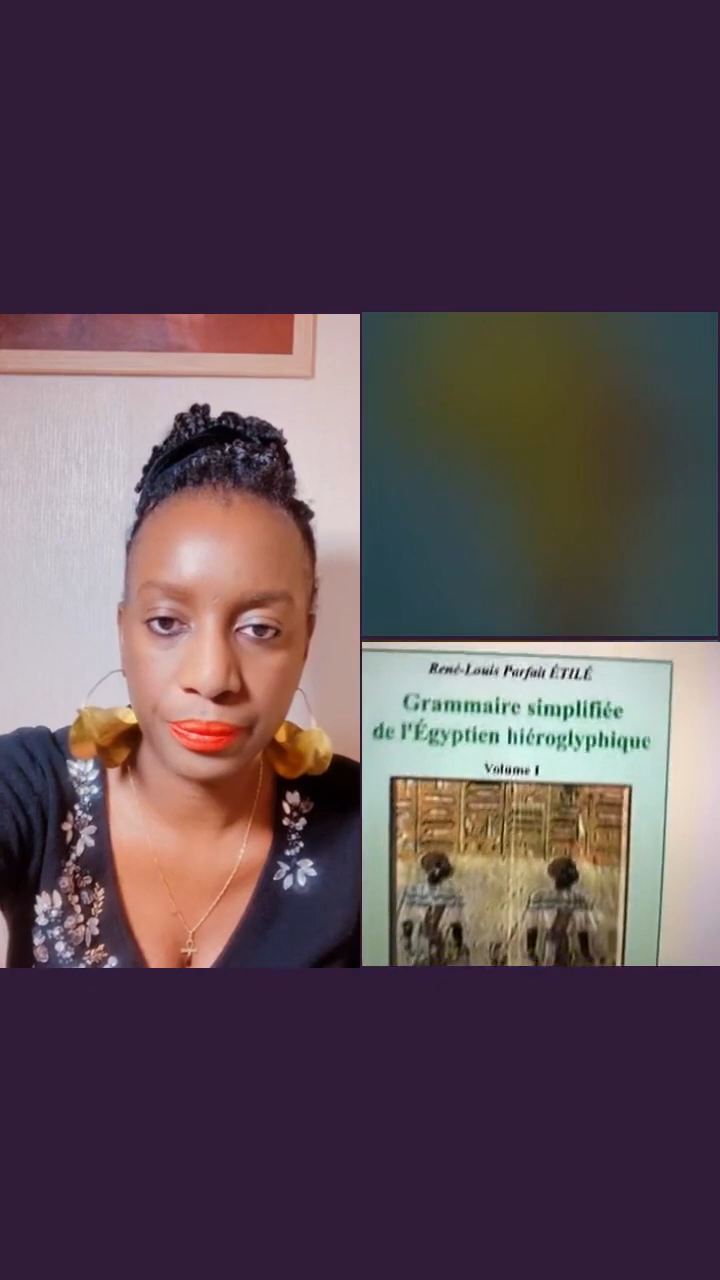 René-Louis Parfait ÉTILÉ
Grammaire simplifiée
de l'Égyptien hiéroglyphique
Volume I